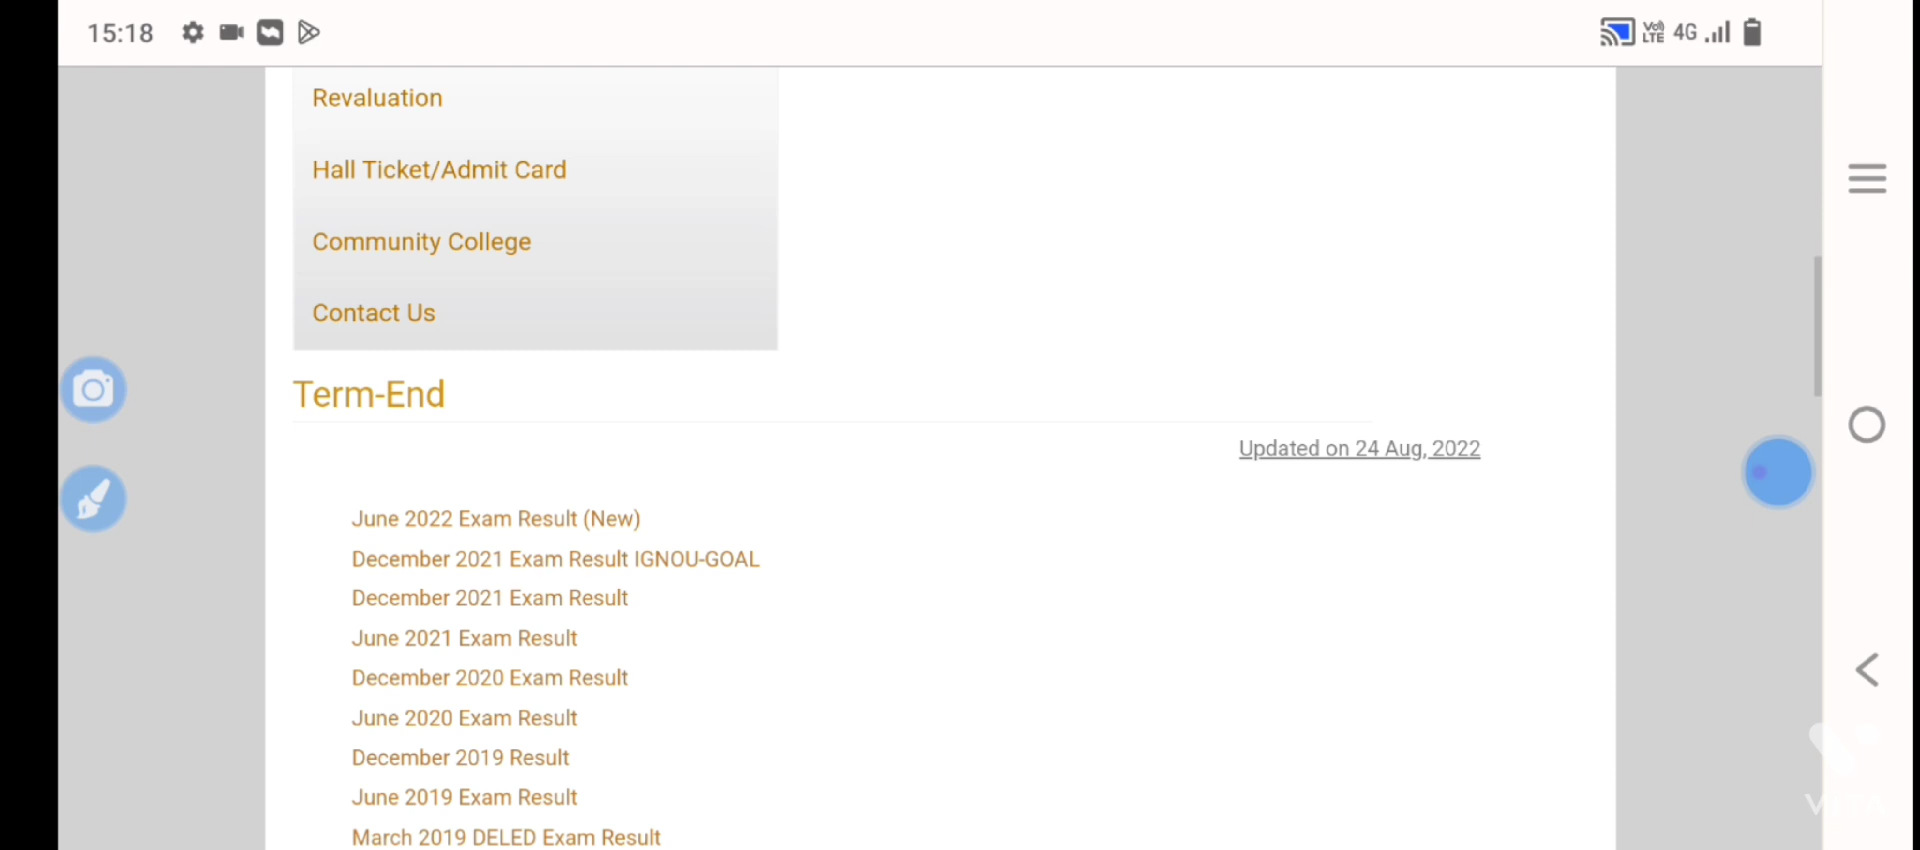 15:18
Vo) LTE 4G
Revaluation
Hall Ticket/Admit Card
Community College
Contact Us
Term-End
Updated on 24 Aug, 2022
June 2022 Exam Result (New)
December 2021 Exam Result IGNOU-GOAL
December 2021 Exam Result
June 2021 Exam Result
December 2020 Exam Result
June 2020 Exam Result
December 2019 Result
June 2019 Exam Result
March 2019 DELED Exam Result
VITA